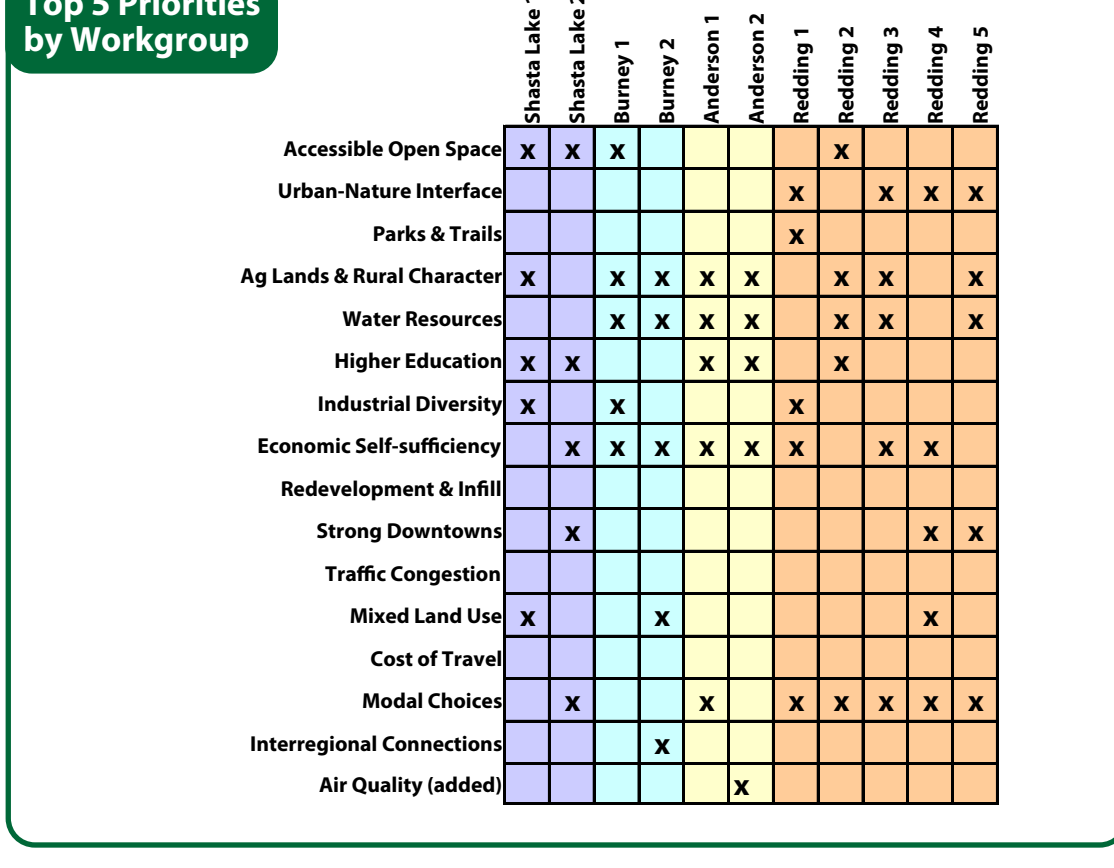 Top 5 Priorities
by Workgroup
Shasta Lake 1
Shasta Lake 2
Burney 1
Burney 2
Anderson 1
Anderson 2
Redding 1
Redding 2
Redding 3
Redding 4
Redding 5
Accessible Open Space x x x x
Urban-Nature Interface x x x x
Parks & Trails x
Ag Lands & Rural Character x x x x x x x x
Water Resources x x x x x x x
Higher Education x x x x x
Industrial Diversity x x x
Economic Self-sufficiency x x x x x x x x
Redevelopment & Infill
Strong Downtowns x x x
Traffic Congestion
Mixed Land Use x x x
Cost of Travel
Modal Choices x x x x x x x
Interregional Connections x
Air Quality (added) x